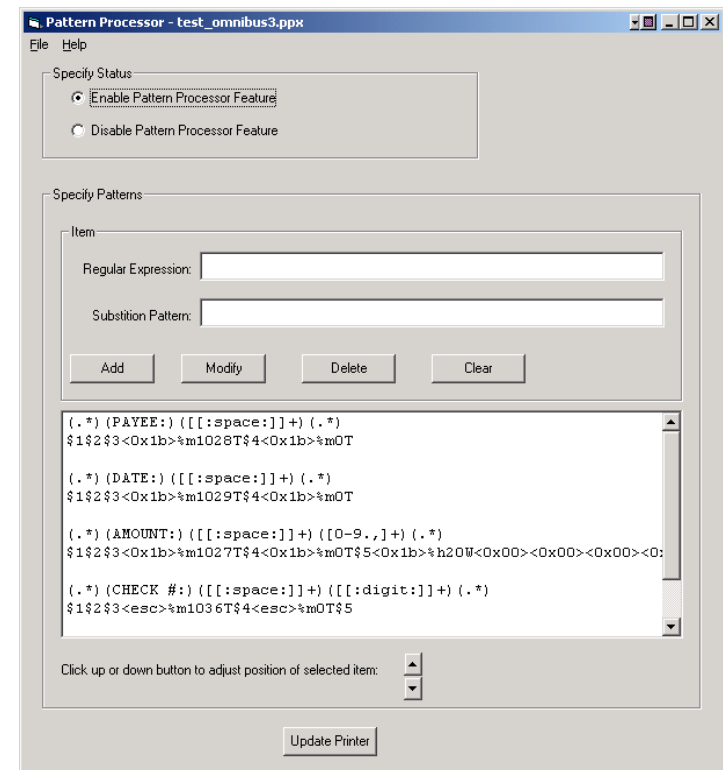 Pattern Processor - test_omnibus3.ppx
File Help
Specify Status
Enable Pattern Processor Feature
Disable Pattern Processor Feature
Specify Patterns
Item
Regular Expression:
Substition Pattern:
Add Modify Delete Clear
(.*)(PAYEE:)([[:space:]]+)(.*)
$1$2$3<0x1b>%m1028T$4<0x1b>%m0T
(.*)(DATE:)([[:space:]]+)(.*)
$1$2$3<0x1b>%m1029T$4<0x1b>%m0T
(.*)(AMOUNT:)([[:space:]]+)([0-9.,]+)(.*)
$1$2$3<0x1b>%m1027T$4<0x1b>%m0T$5<0x1b>%h20W<0x00><0x00><0x00><0:
(.*)(CHECK #:)([[:space:]]+)([[:digit:]]+)(.*)
$1$2$3<esc>%m1036T$4<esc>%m0T$5
Click up or down button to adjust position of selected item:
Update Printer